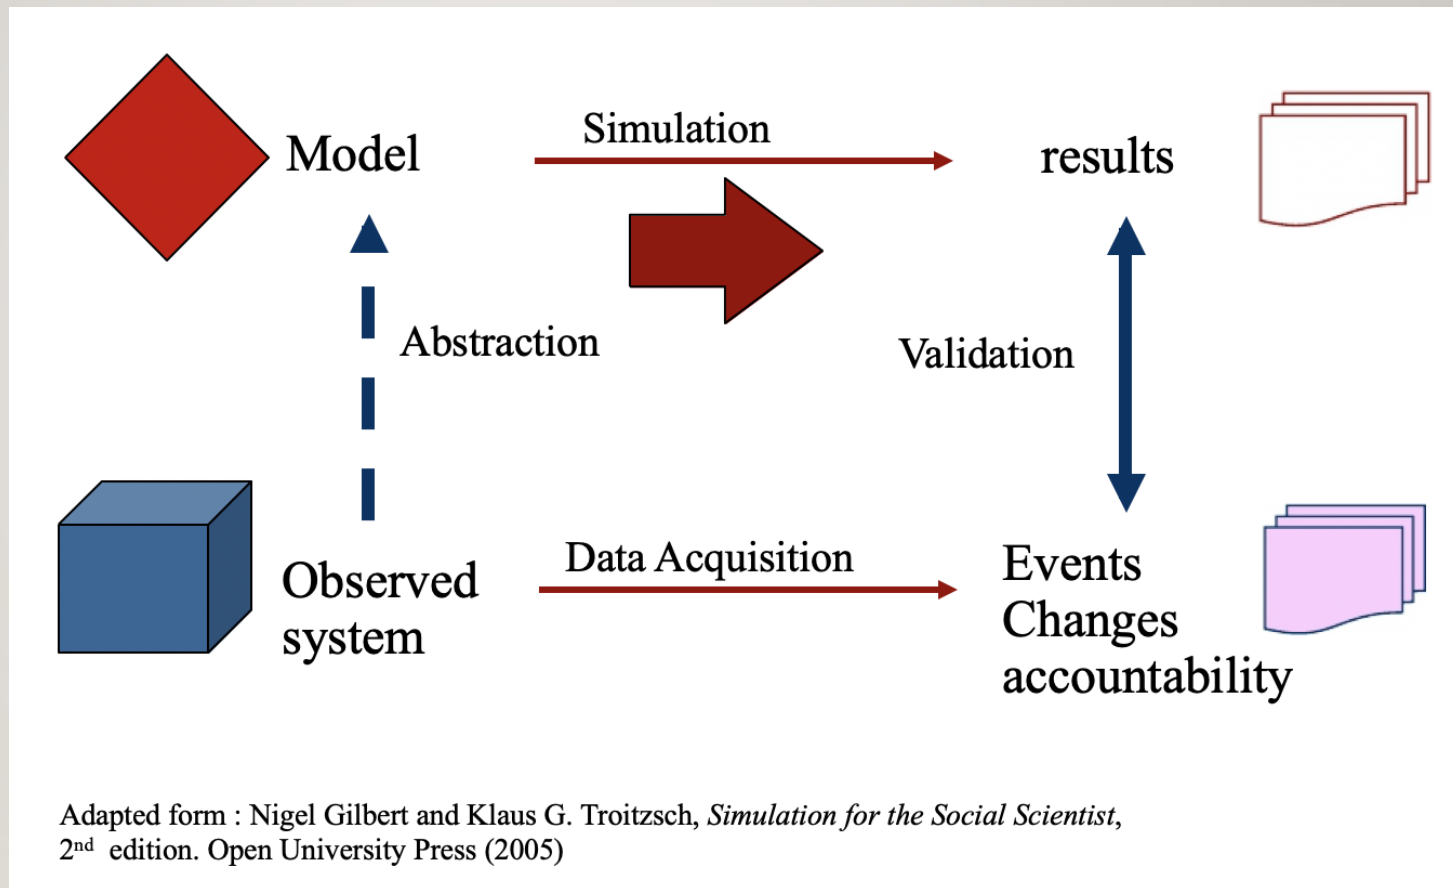 Model
Simulation
results
Abstraction
Validation
Observed
system
Data Acquisition
Events
Changes
accountability
Adapted form : Nigel Gilbert and Klaus G. Troitzsch, Simulation for the Social Scientist,
2nd edition. Open University Press (2005)